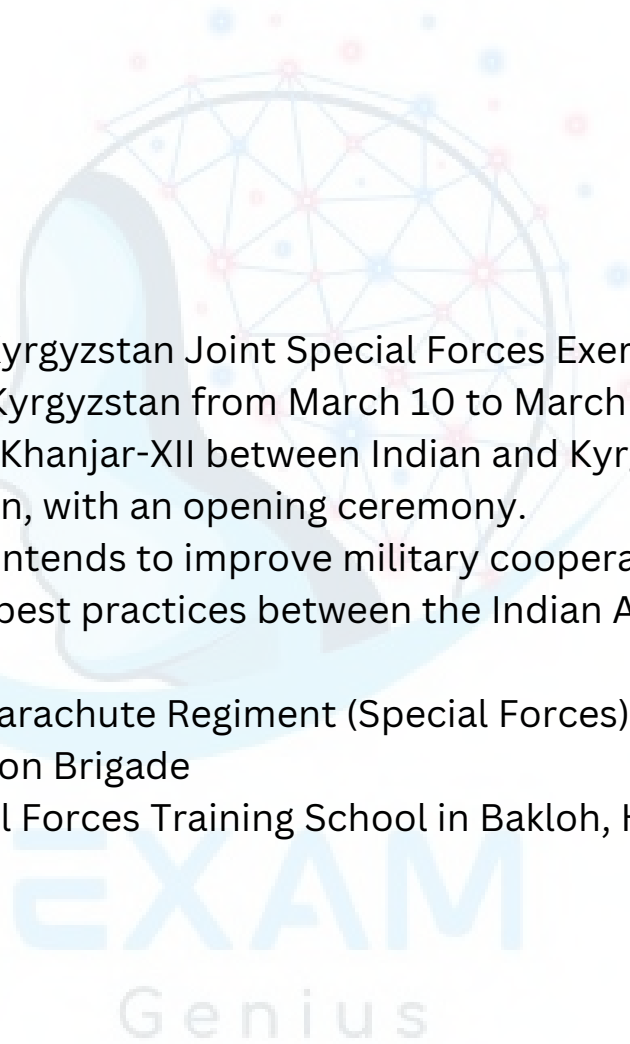 yrgyzstan Joint Special Forces Exer
Kyrgyzstan from March 10 to March
Khanjar-XII between Indian and Kyr
n, with an opening ceremony.
ntends to improve military coopera
best practices between the Indian A
arachute Regiment (Special Forces)
on Brigade
l Forces Training School in Bakloh, H
EXAM
Genius